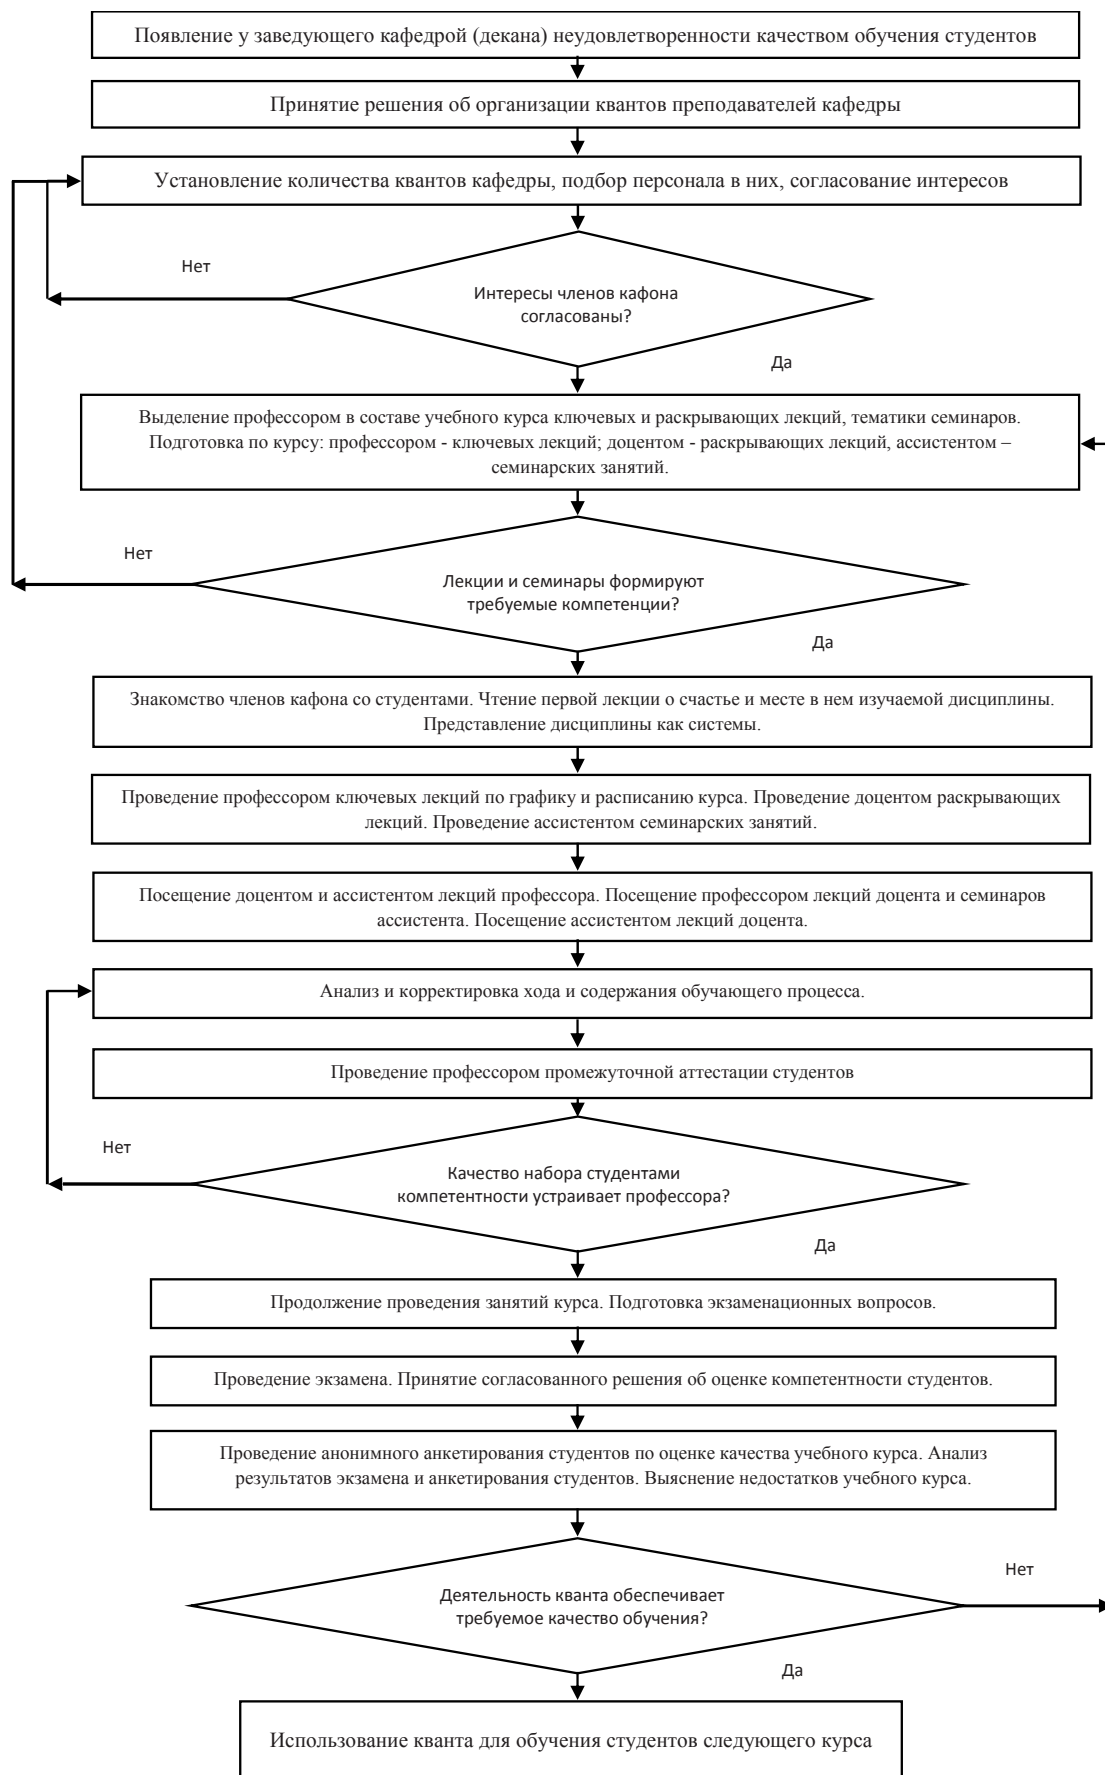 Появление у заведующего кафедрой (декана) неудовлетворенности качеством обучения студентов
Принятие решения об организации квантов преподавателей кафедры
Установление количества квантов кафедры, подбор персонала в них, согласование интересов
Нет
Интересы членов кафона
согласованы?
Да
Выделение профессором в составе учебного курса ключевых и раскрывающих лекций, тематики семинаров.
Подготовка по курсу: профессором - ключевых лекций; доцентом - раскрывающих лекций, ассистентом –
семинарских занятий.
Нет
Лекции и семинары формируют
требуемые компетенции?
Да
Знакомство членов кафона со студентами. Чтение первой лекции о счастье и месте в нем изучаемой дисциплины.
Представление дисциплины как системы.
Проведение профессором ключевых лекций по графику и расписанию курса. Проведение доцентом раскрывающих
лекций. Проведение ассистентом семинарских занятий.
Посещение доцентом и ассистентом лекций профессора. Посещение профессором лекций доцента и семинаров
ассистента. Посещение ассистентом лекций доцента.
Анализ и корректировка хода и содержания обучающего процесса.
Проведение профессором промежуточной аттестации студентов
Нет
Качество набора студентами
компетентности устраивает профессора?
Да
Продолжение проведения занятий курса. Подготовка экзаменационных вопросов.
Проведение экзамена. Принятие согласованного решения об оценке компетентности студентов.
Проведение анонимного анкетирования студентов по оценке качества учебного курса. Анализ
результатов экзамена и анкетирования студентов. Выяснение недостатков учебного курса.
Нет
Деятельность кванта обеспечивает
требуемое качество обучения?
Да
Использование кванта для обучения студентов следующего курса